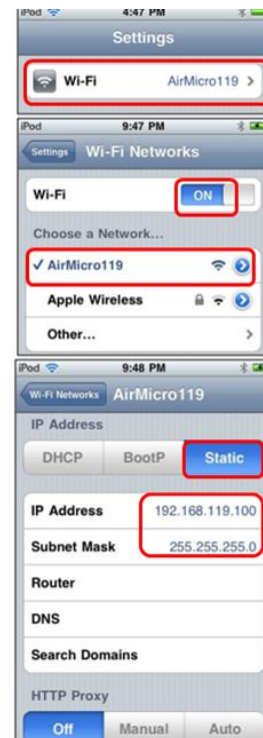 iPod 4:47 PM
Settings
Wi-Fi AirMicro119
iPod 9:47 PM
Settings Wi-Fi Networks
Wi-Fi ON
Choose a Network...
✓ AirMicro119
Apple Wireless
Other...
iPod 9:48 PM
Wi-Fi Networks AirMicro119
IP Address
DHCP BootP Static
IP Address 192.168.119.100
Subnet Mask 255.255.255.0
Router
DNS
Search Domains
HTTP Proxy
Off Manual Auto